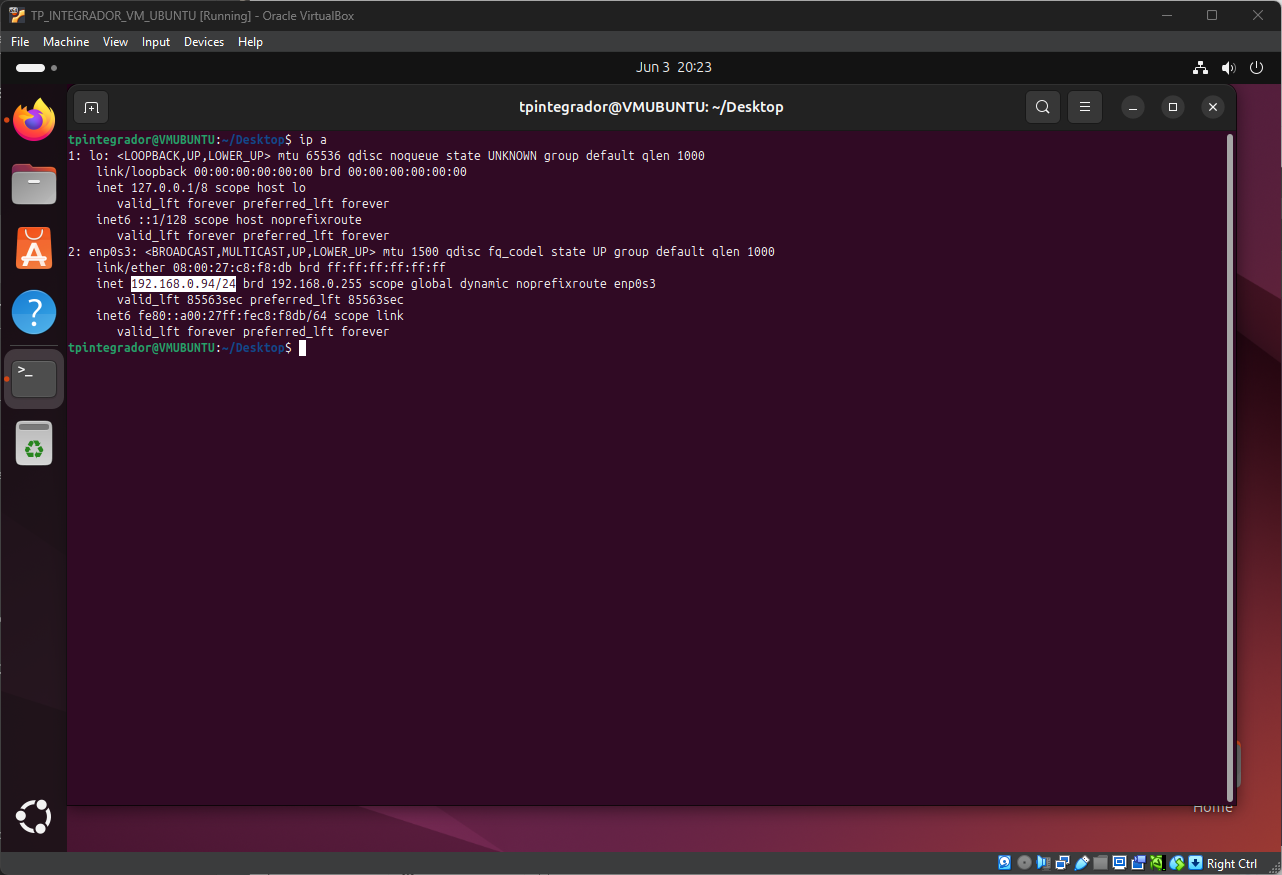 TP_INTEGRADOR_VM_UBUNTU [Running] - Oracle VirtualBox
File Machine View Input Devices Help
Jun 3 20:23
tpintegrador@VMUBUNTU: ~/Desktop
tpintegrador@VMUBUNTU:~/Desktop$ ip a
1: lo: <LOOPBACK,UP,LOWER_UP> mtu 65536 qdisc noqueue state UNKNOWN group default qlen 1000
link/loopback 00:00:00:00:00:00 brd 00:00:00:00:00:00
inet 127.0.0.1/8 scope host lo
valid_lft forever preferred_lft forever
inet6 ::1/128 scope host noprefixroute
valid_lft forever preferred_lft forever
2: enp0s3: <BROADCAST,MULTICAST,UP,LOWER_UP> mtu 1500 qdisc fq_codel state UP group default qlen 1000
link/ether 08:00:27:c8:f8:db brd ff:ff:ff:ff:ff:ff
inet 192.168.0.94/24 brd 192.168.0.255 scope global dynamic noprefixroute enp0s3
valid_lft 85563sec preferred_lft 85563sec
inet6 fe80::a00:27ff:fec8:f8db/64 scope link
valid_lft forever preferred_lft forever
tpintegrador@VMUBUNTU:~/Desktop$
Home
Right Ctrl